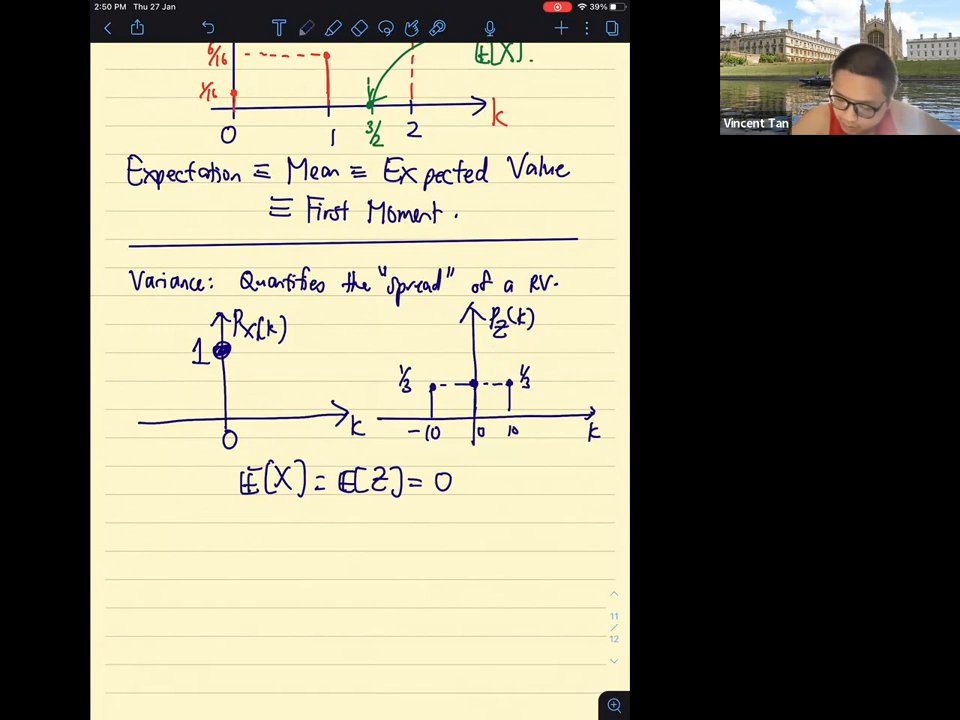 2:50 PM Thu 27 Jan
39%
6/16
E[X].
1/16
0 1 3/2 2 k
Expectation ≡ Mean ≡ Expected Value
≡ First Moment.
Variance: Quantifies the "spread" of a RV.
P_X(k)
P_Z(k)
1
1/3 1/3
0 k
-10 0 10 k
E[X] = E[Z] = 0
11
/
12
Vincent Tan